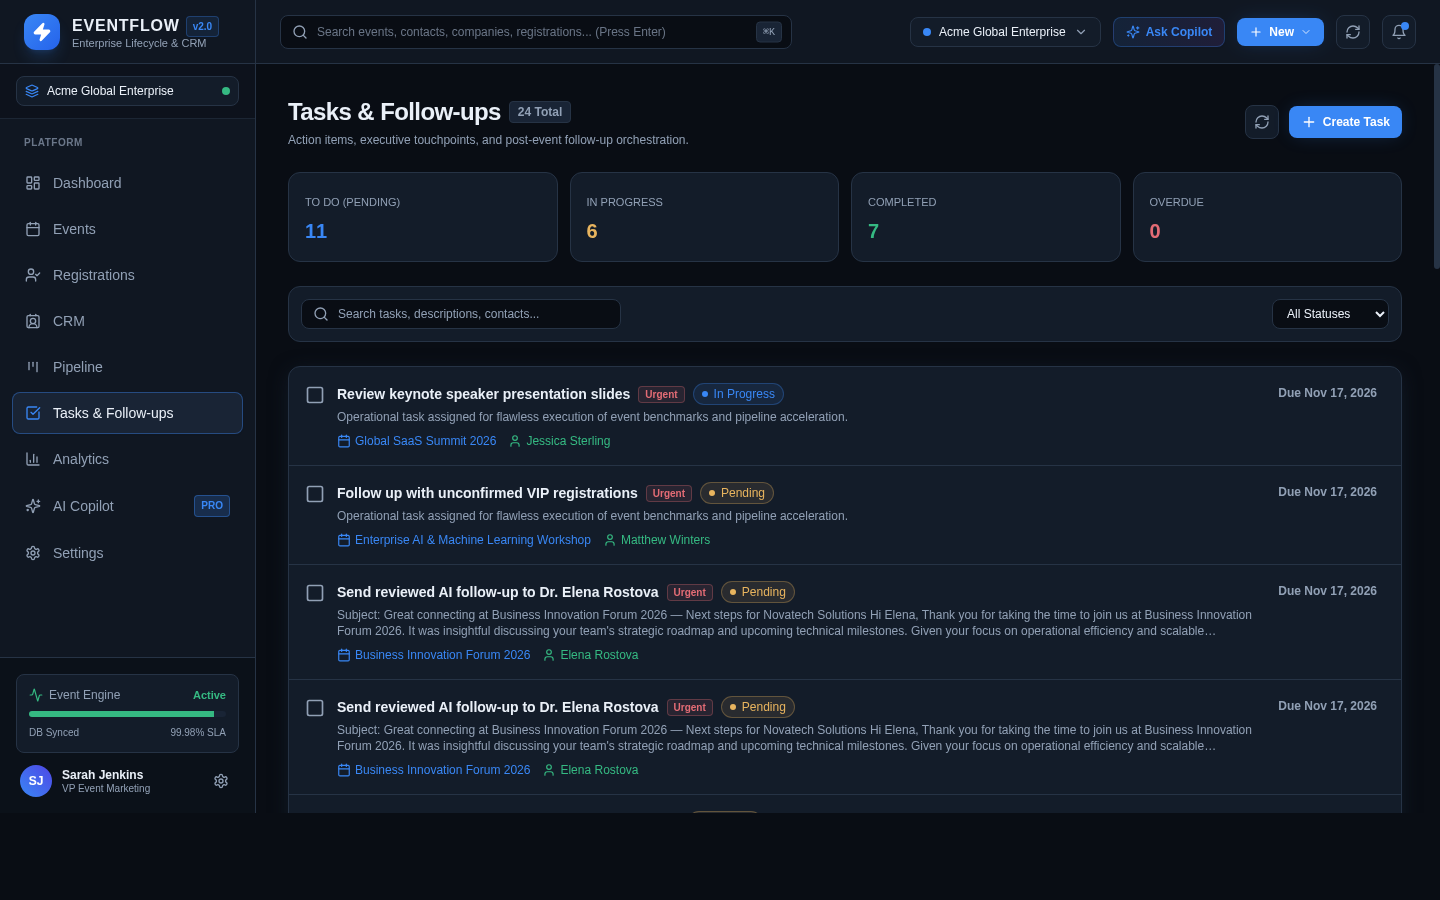 EVENTFLOW v2.0
Enterprise Lifecycle & CRM
Search events, contacts, companies, registrations... (Press Enter)
⌘K
Acme Global Enterprise
Ask Copilot
New
Acme Global Enterprise
PLATFORM
Dashboard
Events
Registrations
CRM
Pipeline
Tasks & Follow-ups
Analytics
AI Copilot PRO
Settings
Event Engine Active
DB Synced 99.98% SLA
SJ
Sarah Jenkins
VP Event Marketing
Tasks & Follow-ups 24 Total
Action items, executive touchpoints, and post-event follow-up orchestration.
Create Task
TO DO (PENDING)
11
IN PROGRESS
6
COMPLETED
7
OVERDUE
0
Search tasks, descriptions, contacts...
All Statuses
Review keynote speaker presentation slides Urgent In Progress Due Nov 17, 2026
Operational task assigned for flawless execution of event benchmarks and pipeline acceleration.
Global SaaS Summit 2026 Jessica Sterling
Follow up with unconfirmed VIP registrations Urgent Pending Due Nov 17, 2026
Operational task assigned for flawless execution of event benchmarks and pipeline acceleration.
Enterprise AI & Machine Learning Workshop Matthew Winters
Send reviewed AI follow-up to Dr. Elena Rostova Urgent Pending Due Nov 17, 2026
Subject: Great connecting at Business Innovation Forum 2026 — Next steps for Novatech Solutions Hi Elena, Thank you for taking the time to join us at Business Innovation
Forum 2026. It was insightful discussing your team's strategic roadmap and upcoming technical milestones. Given your focus on operational efficiency and scalable…
Business Innovation Forum 2026 Elena Rostova
Send reviewed AI follow-up to Dr. Elena Rostova Urgent Pending Due Nov 17, 2026
Subject: Great connecting at Business Innovation Forum 2026 — Next steps for Novatech Solutions Hi Elena, Thank you for taking the time to join us at Business Innovation
Forum 2026. It was insightful discussing your team's strategic roadmap and upcoming technical milestones. Given your focus on operational efficiency and scalable…
Business Innovation Forum 2026 Elena Rostova